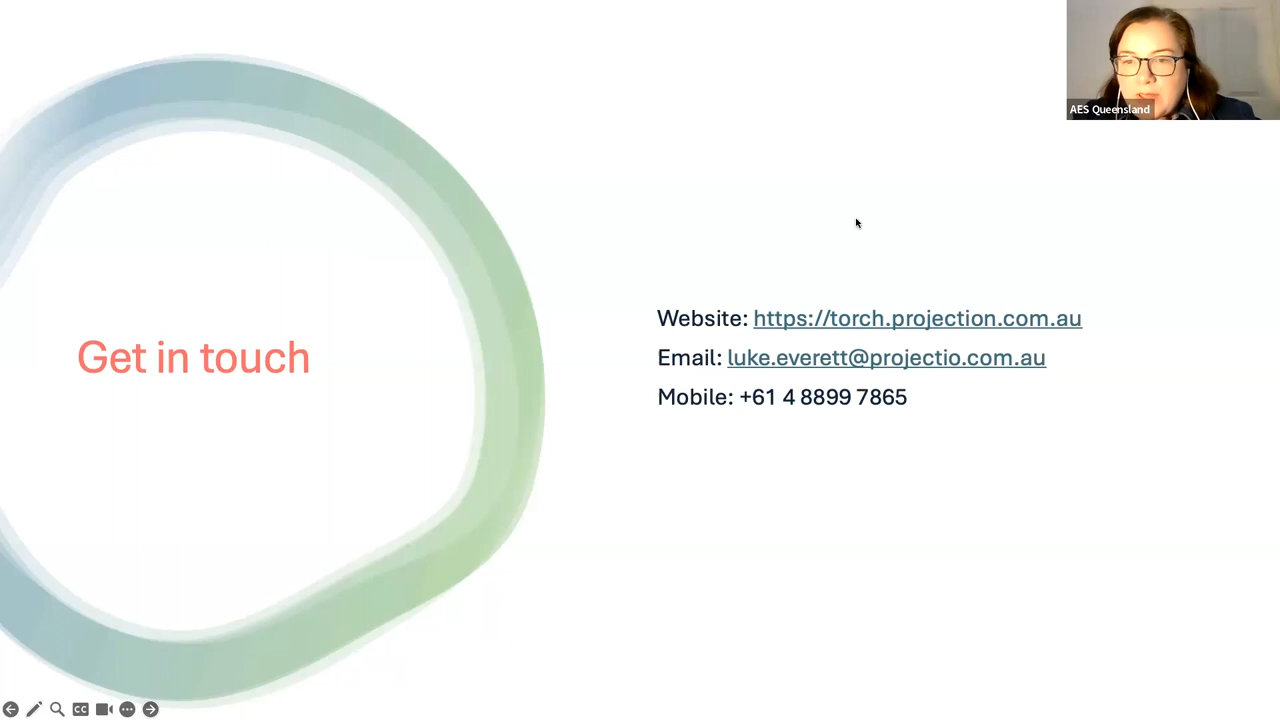 AES Queensland
Get in touch
Website: https://torch.projection.com.au
Email: luke.everett@projectio.com.au
Mobile: +61 4 8899 7865
CC